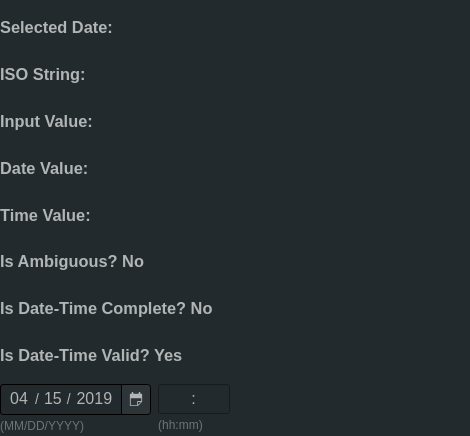 Selected Date:
ISO String:
Input Value:
Date Value:
Time Value:
Is Ambiguous? No
Is Date-Time Complete? No
Is Date-Time Valid? Yes
04 / 15 / 2019 :
(MM/DD/YYYY) (hh:mm)